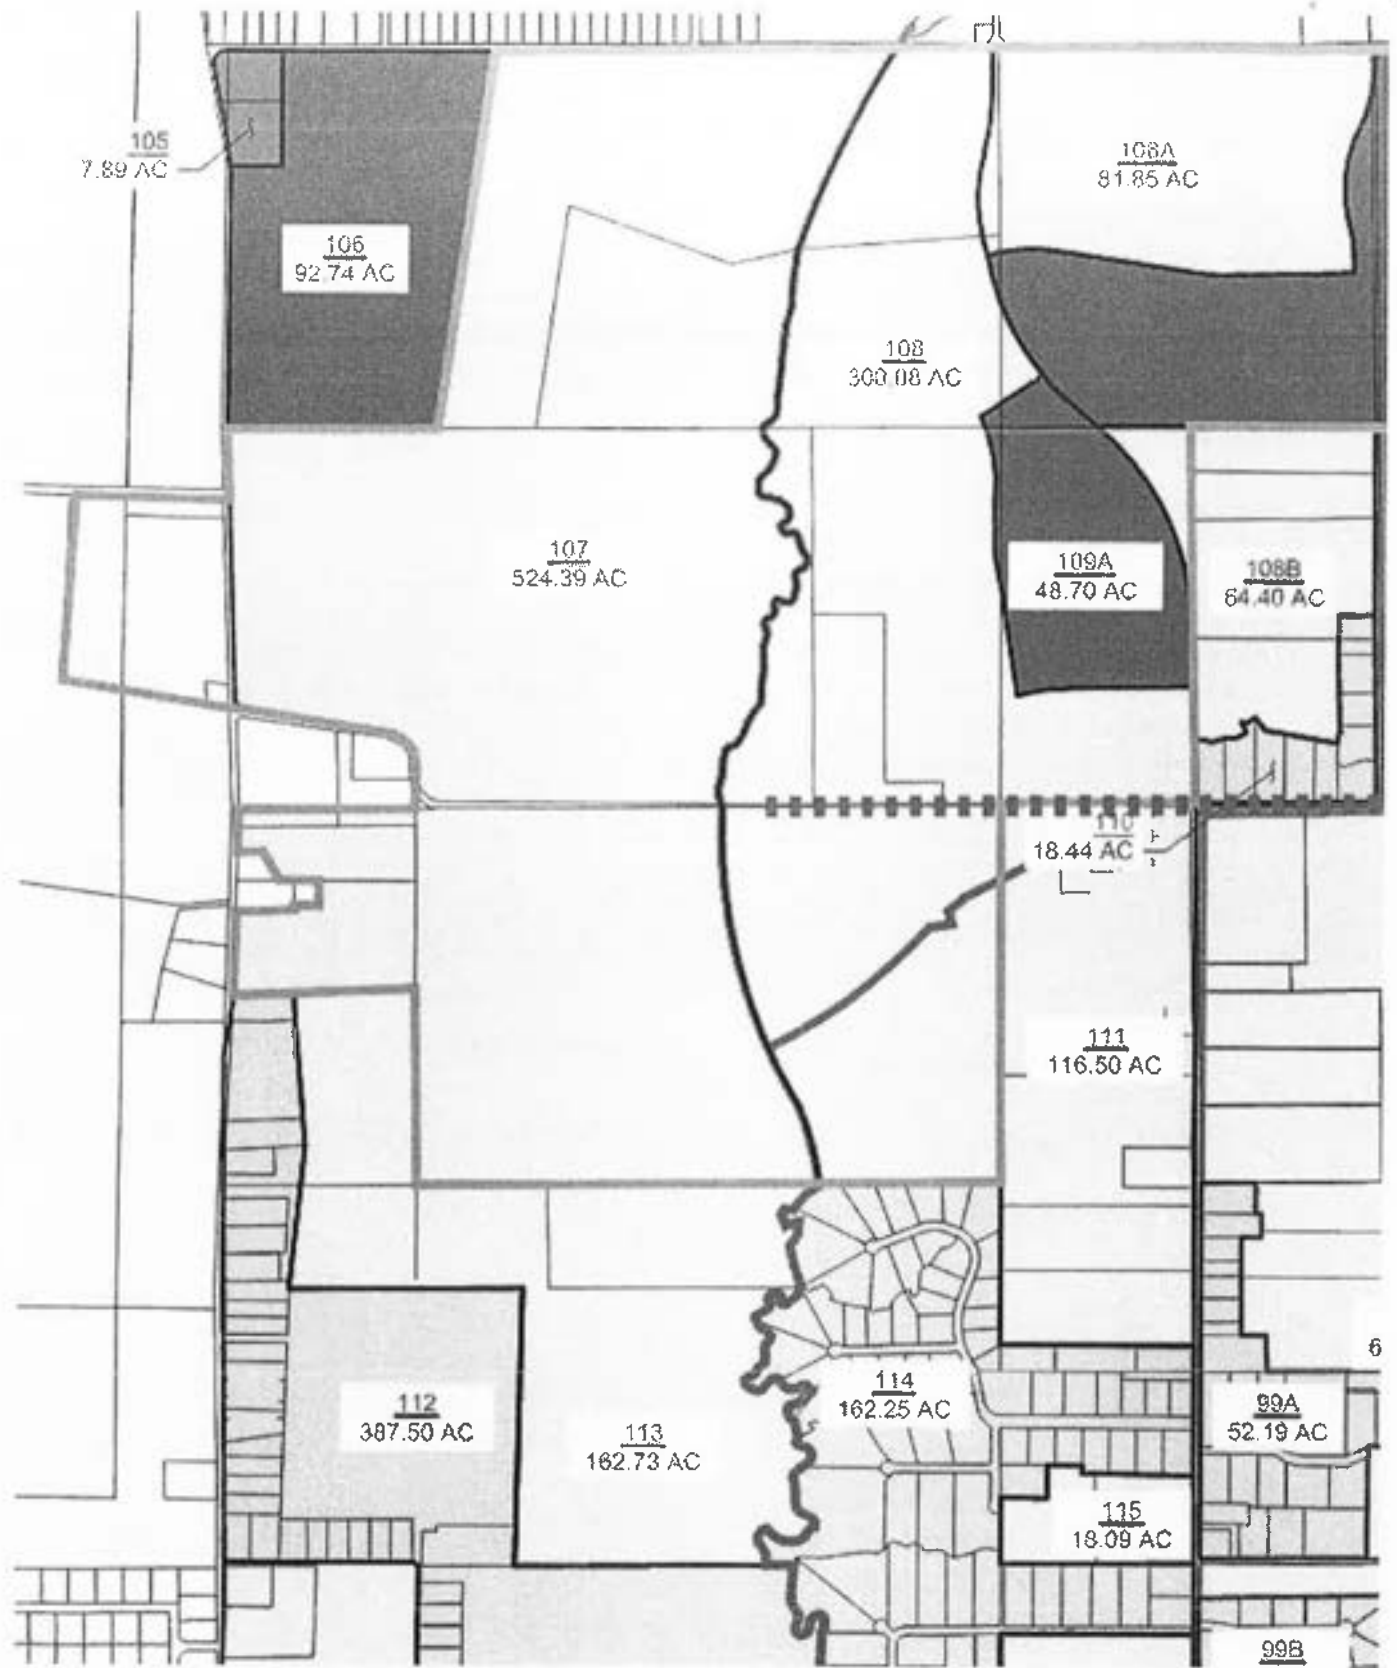 105
7.89 AC
108A
81.85 AC
106
92.74 AC
108
300.08 AC
107
524.39 AC
109A
48.70 AC
108B
64.40 AC
110
18.44 AC
111
116.50 AC
6
112
387.50 AC
113
162.73 AC
114
162.25 AC
99A
52.19 AC
115
18.09 AC
99B